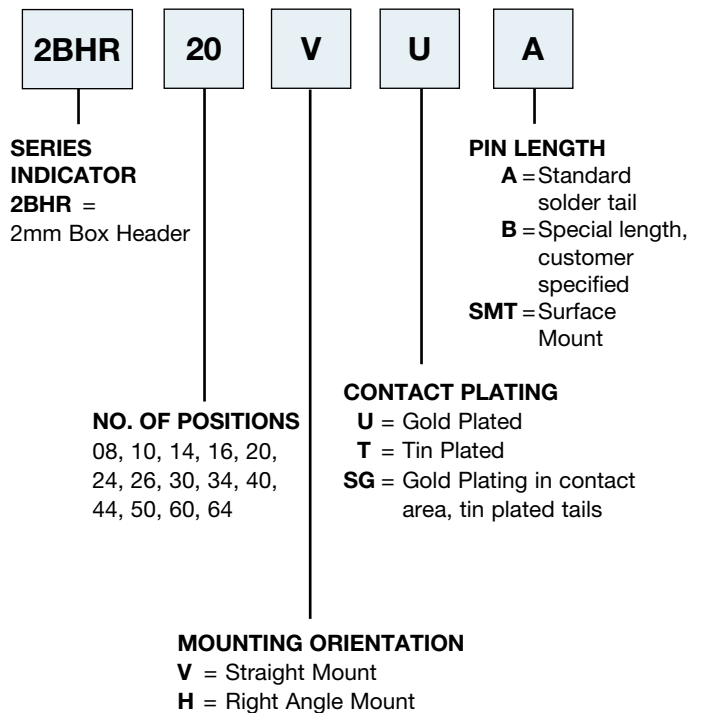 2BHR 20 V U A
SERIES
INDICATOR
2BHR =
2mm Box Header
PIN LENGTH
A = Standard
solder tail
B = Special length,
customer
specified
SMT = Surface
Mount
NO. OF POSITIONS
08, 10, 14, 16, 20,
24, 26, 30, 34, 40,
44, 50, 60, 64
CONTACT PLATING
U = Gold Plated
T = Tin Plated
SG = Gold Plating in contact
area, tin plated tails
MOUNTING ORIENTATION
V = Straight Mount
H = Right Angle Mount